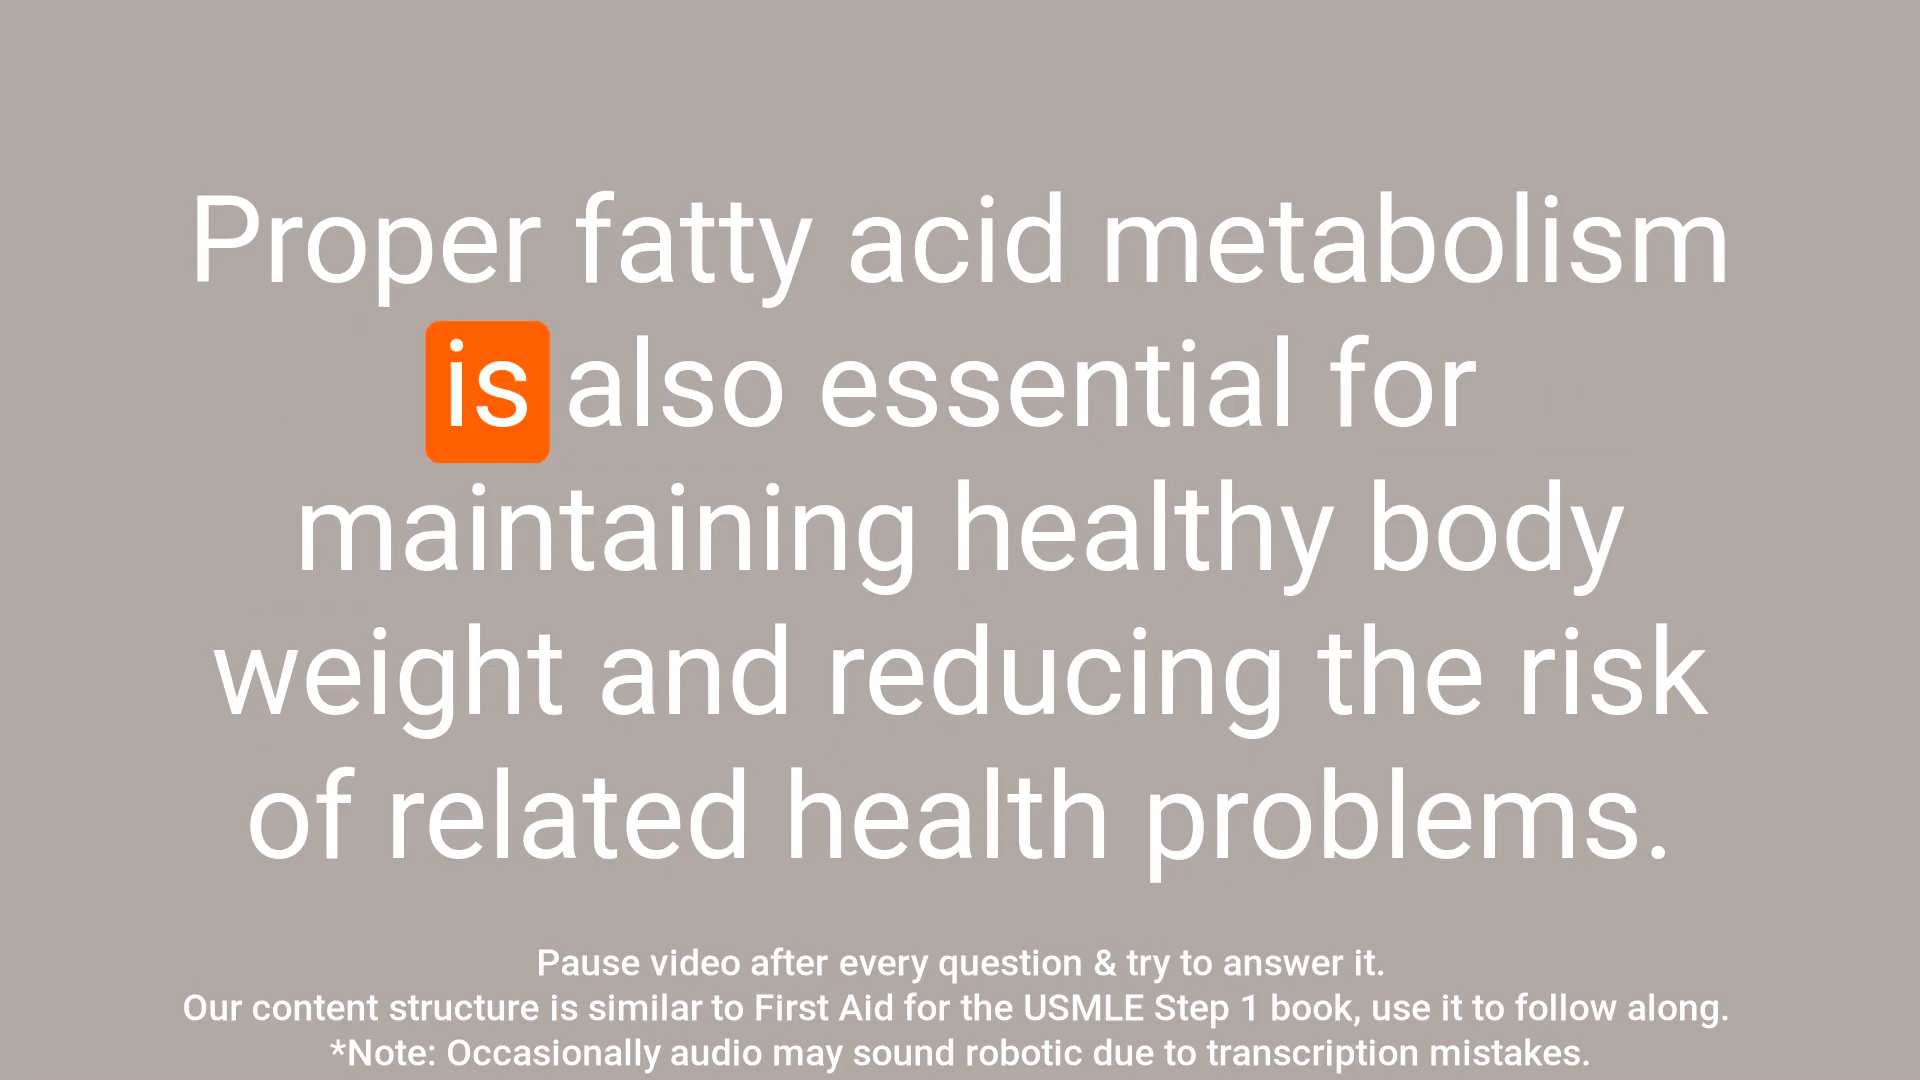 Proper fatty acid metabolism
is also essential for
maintaining healthy body
weight and reducing the risk
of related health problems.
Pause video after every question & try to answer it.
Our content structure is similar to First Aid for the USMLE Step 1 book, use it to follow along.
*Note: Occasionally audio may sound robotic due to transcription mistakes.